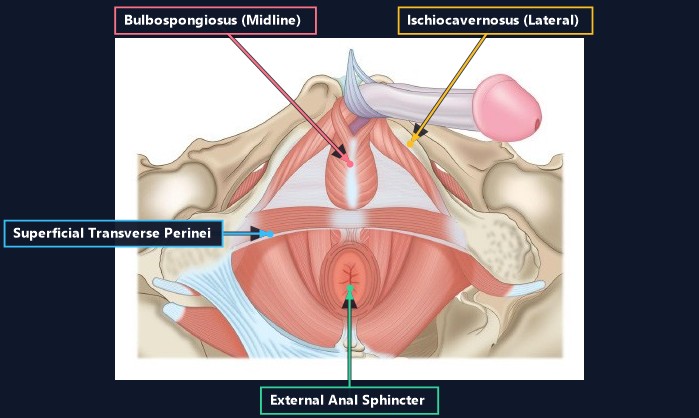 Bulbospongiosus (Midline)
Ischiocavernosus (Lateral)
Superficial Transverse Perinei
External Anal Sphincter